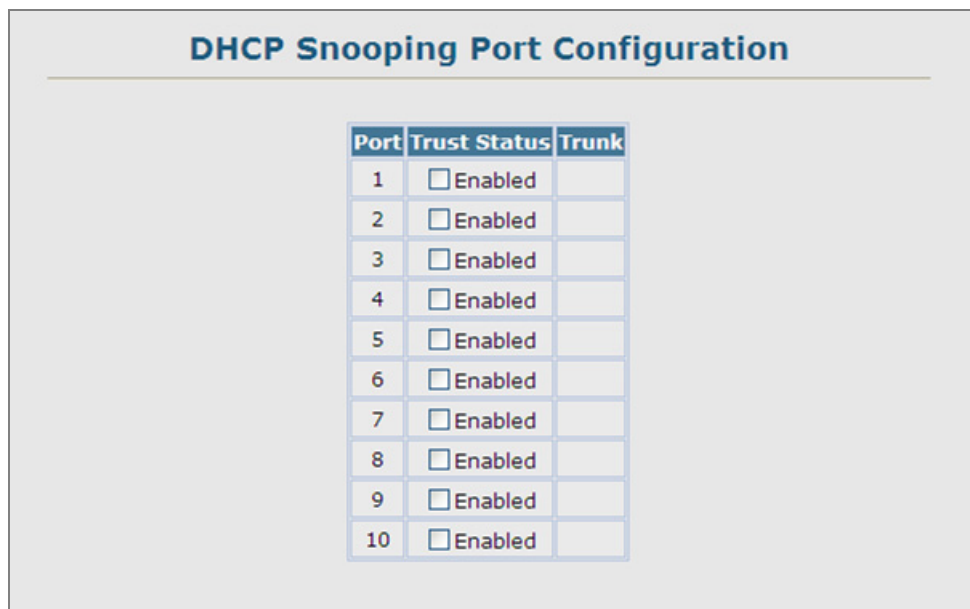 DHCP Snooping Port Configuration
Port Trust Status Trunk
1 Enabled
2 Enabled
3 Enabled
4 Enabled
5 Enabled
6 Enabled
7 Enabled
8 Enabled
9 Enabled
10 Enabled